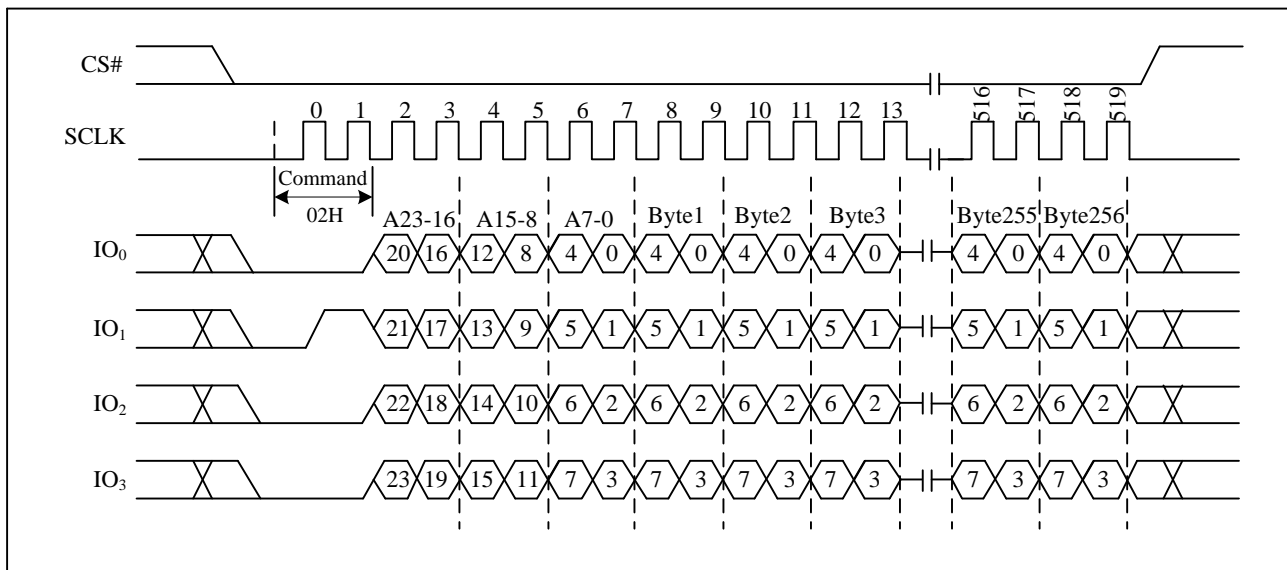 CS#
0 1 2 3 4 5 6 7 8 9 10 11 12 13 516 517 518 519
SCLK
Command
02H
A23-16 A15-8 A7-0 Byte1 Byte2 Byte3 Byte255 Byte256
IO0 20 16 12 8 4 0 4 0 4 0 4 0 4 0 4 0
IO1 21 17 13 9 5 1 5 1 5 1 5 1 5 1 5 1
IO2 22 18 14 10 6 2 6 2 6 2 6 2 6 2 6 2
IO3 23 19 15 11 7 3 7 3 7 3 7 3 7 3 7 3